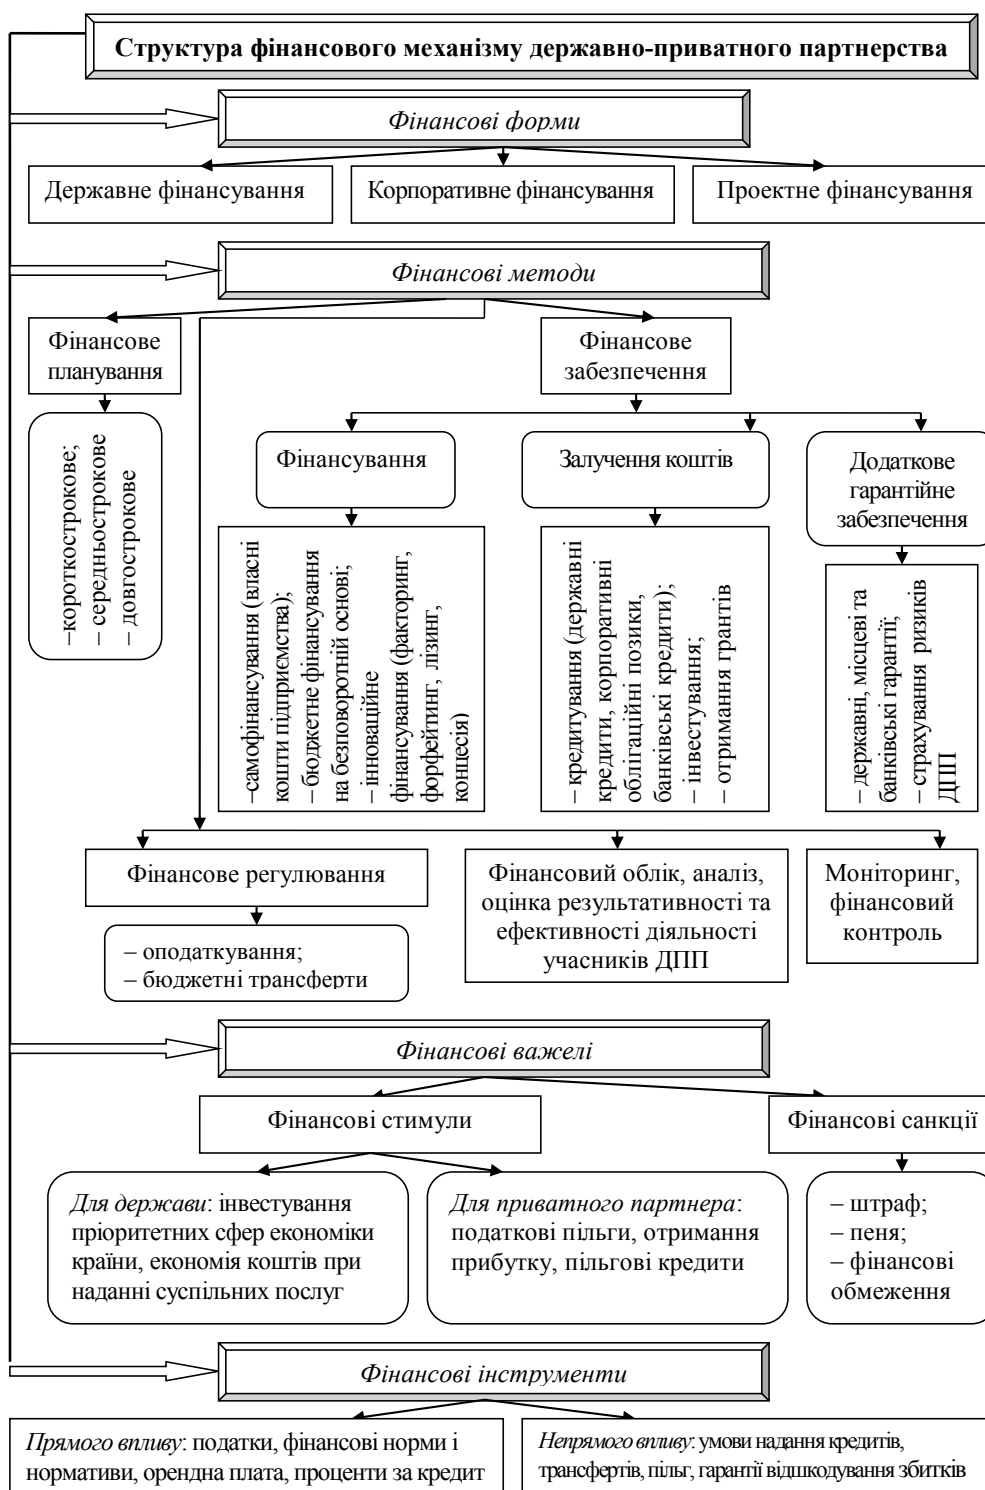 Структура фінансового механізму державно-приватного партнерства
Фінансові форми
Державне фінансування
Корпоративне фінансування
Проектне фінансування
Фінансові методи
Фінансове
планування
Фінансове
забезпечення
–короткострокове;
– середньострокове
– довгострокове
Фінансування
Залучення коштів
Додаткове
гарантійне
забезпечення
–самофінансування (власні
кошти підприємства);
– бюджетне фінансування
на безповоротній основі;
– інноваційне
фінансування (факторинг,
форфейтинг, лізинг,
концесія)
– кредитування (державні
кредити, корпоративні
облігаційні позики,
банківські кредити);
– інвестування;
– отримання грантів
– державні, місцеві та
банківські гарантії;
– страхування ризиків
ДПП
Фінансове регулювання
Фінансовий облік, аналіз,
оцінка результативності та
ефективності діяльності
учасників ДПП
Моніторинг,
фінансовий
контроль
– оподаткування;
– бюджетні трансферти
Фінансові важелі
Фінансові стимули
Фінансові санкції
Для держави: інвестування
пріоритетних сфер економіки
країни, економія коштів при
наданні суспільних послуг
Для приватного партнера:
податкові пільги, отримання
прибутку, пільгові кредити
– штраф;
– пеня;
– фінансові
обмеження
Фінансові інструменти
Прямого впливу: податки, фінансові норми і
нормативи, орендна плата, проценти за кредит
Непрямого впливу: умови надання кредитів,
трансфертів, пільг, гарантії відшкодування збитків